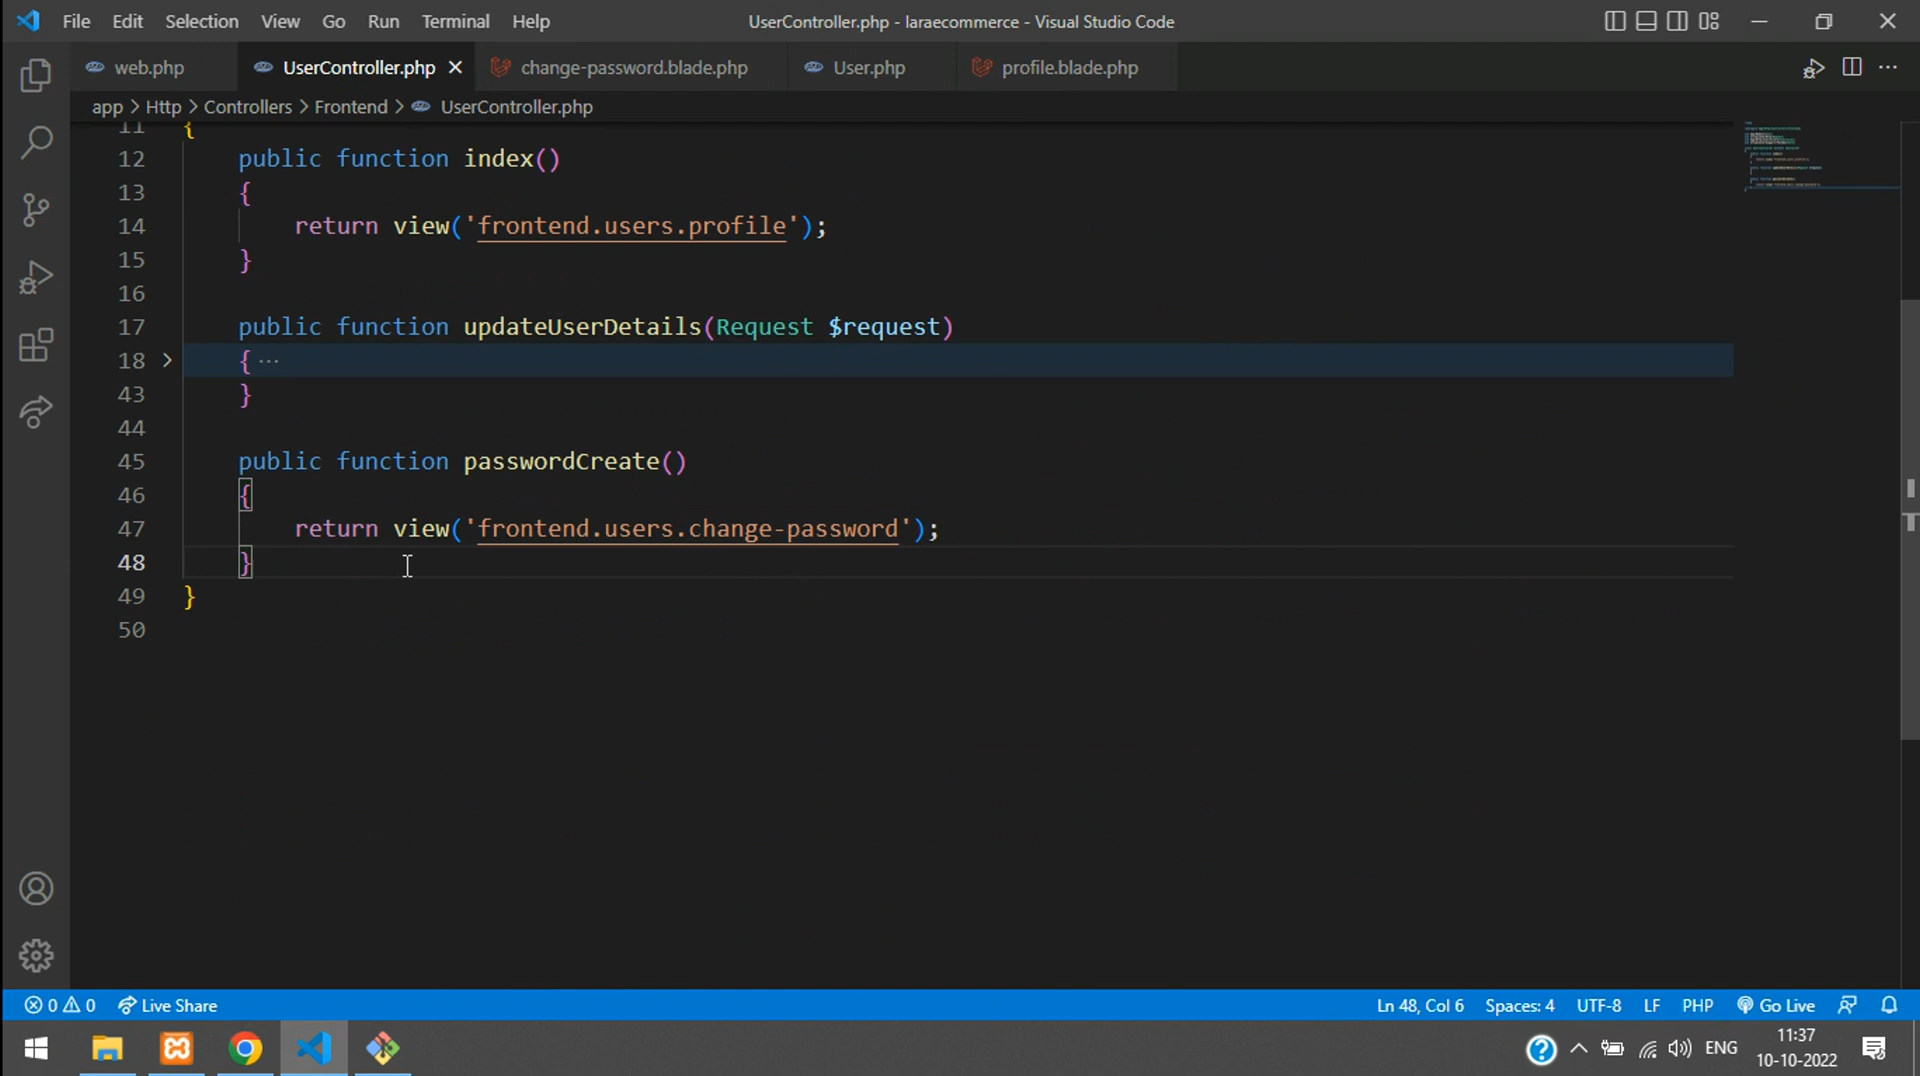 File Edit Selection View Go Run Terminal Help UserController.php - laraecommerce - Visual Studio Code
web.php UserController.php change-password.blade.php User.php profile.blade.php
app > Http > Controllers > Frontend > UserController.php
11 {
12 public function index()
13 {
14 return view('frontend.users.profile');
15 }
16
17 public function updateUserDetails(Request $request)
18 { ...
43 }
44
45 public function passwordCreate()
46 {
47 return view('frontend.users.change-password');
48 }
49 }
50
0 0 Live Share Ln 48, Col 6 Spaces: 4 UTF-8 LF PHP Go Live
ENG 11:37
10-10-2022